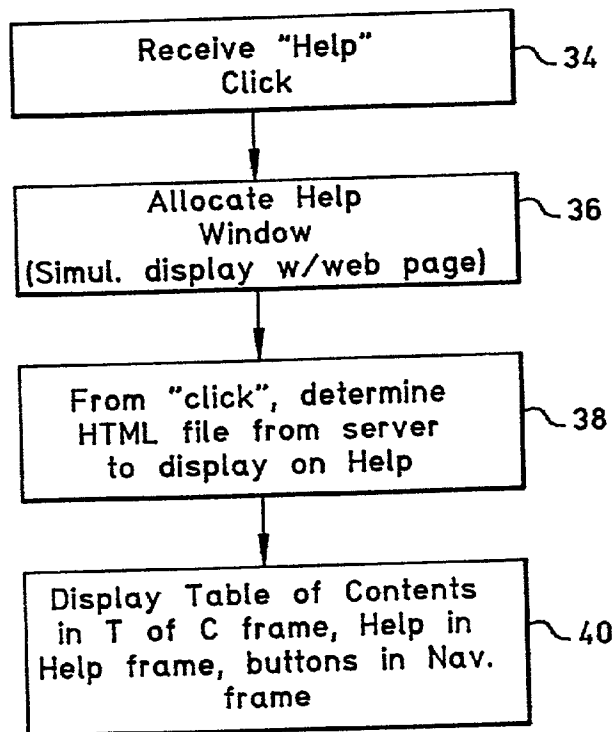 Receive "Help"
Click
34
Allocate Help
Window
(Simul. display w/web page)
36
From "click", determine
HTML file from server
to display on Help
38
Display Table of Contents
in T of C frame, Help in
Help frame, buttons in Nav.
frame
40